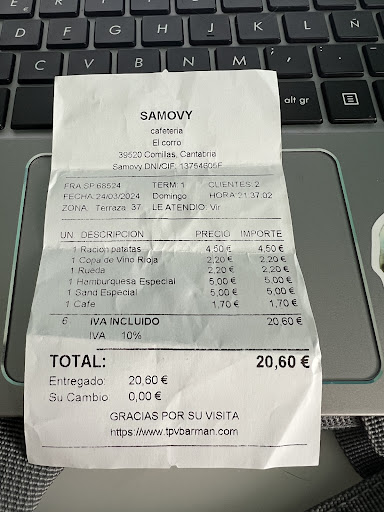 SAMOVY
cafeteria
El corro
39520 Comillas, Cantabria
Samovy DNI/CIF: 13754605E
FRA SP:68524 TERM: 1 CLIENTES: 2
FECHA: 24/03/2024 Domingo HORA: 21:37:02
ZONA: Terraza: 37 LE ATENDIO: Vir
UN DESCRIPCION PRECIO IMPORTE
1 Racion patatas 4,50 € 4,50 €
1 Copa de Vino Rioja 2,20 € 2,20 €
1 Rueda 2,20 € 2,20 €
1 Hamburguesa Especial 5,00 € 5,00 €
1 Sand Especial 5,00 € 5,00 €
1 Cafe 1,70 € 1,70 €
6 IVA INCLUIDO 20,60 €
IVA 10%
TOTAL: 20,60 €
Entregado: 20,60 €
Su Cambio 0,00 €
GRACIAS POR SU VISITA
https://www.tpvbarman.com
D F G H J K L Ñ
C V B N M
alt gr